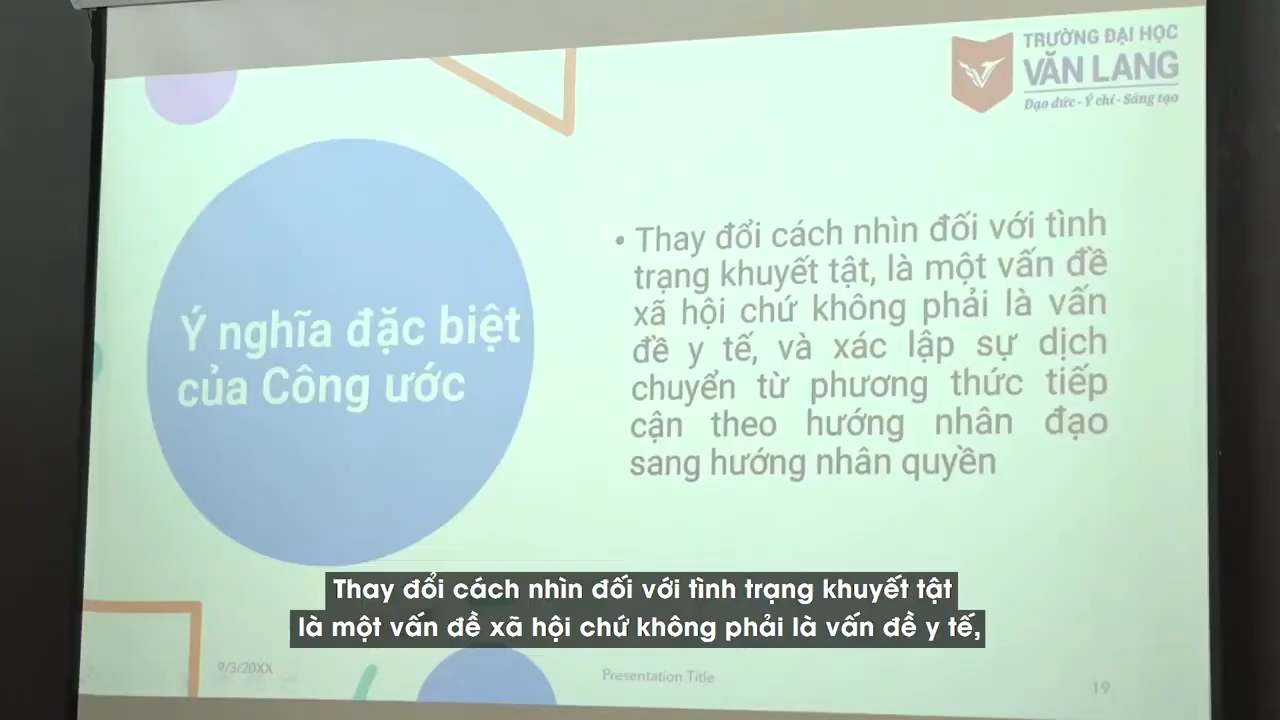 TRƯỜNG ĐẠI HỌC
VĂN LANG
Đạo đức - Ý chí - Sáng tạo
Ý nghĩa đặc biệt
của Công ước
• Thay đổi cách nhìn đối với tình
trạng khuyết tật, là một vấn đề
xã hội chứ không phải là vấn
đề y tế, và xác lập sự dịch
chuyển từ phương thức tiếp
cận theo hướng nhân đạo
sang hướng nhân quyền
Thay đổi cách nhìn đối với tình trạng khuyết tật
là một vấn đề xã hội chứ không phải là vấn đề y tế,
9/3/20XX
Presentation Title
19